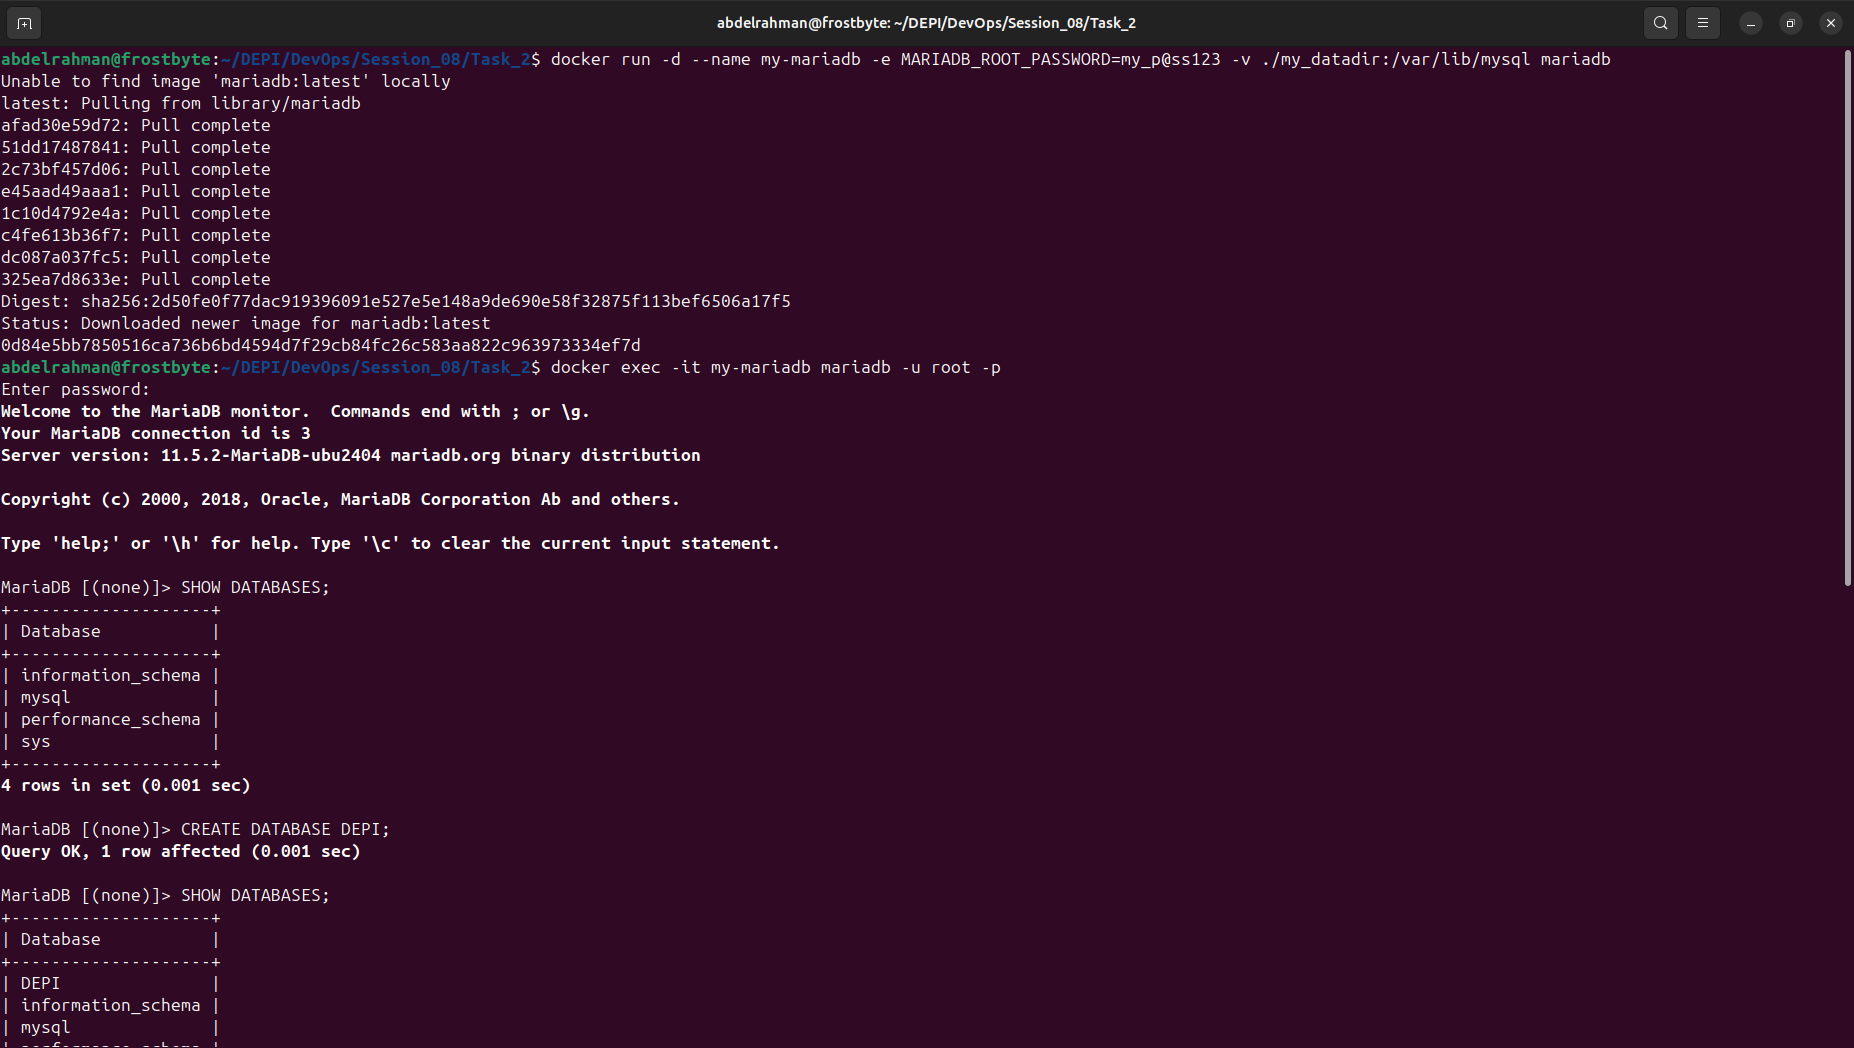 abdelrahman@frostbyte: ~/DEPI/DevOps/Session_08/Task_2
abdelrahman@frostbyte:~/DEPI/DevOps/Session_08/Task_2$ docker run -d --name my-mariadb -e MARIADB_ROOT_PASSWORD=my_p@ss123 -v ./my_datadir:/var/lib/mysql mariadb
Unable to find image 'mariadb:latest' locally
latest: Pulling from library/mariadb
afad30e59d72: Pull complete
51dd17487841: Pull complete
2c73bf457d06: Pull complete
e45aad49aaa1: Pull complete
1c10d4792e4a: Pull complete
c4fe613b36f7: Pull complete
dc087a037fc5: Pull complete
325ea7d8633e: Pull complete
Digest: sha256:2d50fe0f77dac919396091e527e5e148a9de690e58f32875f113bef6506a17f5
Status: Downloaded newer image for mariadb:latest
0d84e5bb7850516ca736b6bd4594d7f29cb84fc26c583aa822c963973334ef7d
abdelrahman@frostbyte:~/DEPI/DevOps/Session_08/Task_2$ docker exec -it my-mariadb mariadb -u root -p
Enter password:
Welcome to the MariaDB monitor.  Commands end with ; or \g.
Your MariaDB connection id is 3
Server version: 11.5.2-MariaDB-ubu2404 mariadb.org binary distribution

Copyright (c) 2000, 2018, Oracle, MariaDB Corporation Ab and others.

Type 'help;' or '\h' for help. Type '\c' to clear the current input statement.

MariaDB [(none)]> SHOW DATABASES;
+--------------------+
| Database           |
+--------------------+
| information_schema |
| mysql              |
| performance_schema |
| sys                |
+--------------------+
4 rows in set (0.001 sec)

MariaDB [(none)]> CREATE DATABASE DEPI;
Query OK, 1 row affected (0.001 sec)

MariaDB [(none)]> SHOW DATABASES;
+--------------------+
| Database           |
+--------------------+
| DEPI               |
| information_schema |
| mysql              |
| performance_schema |